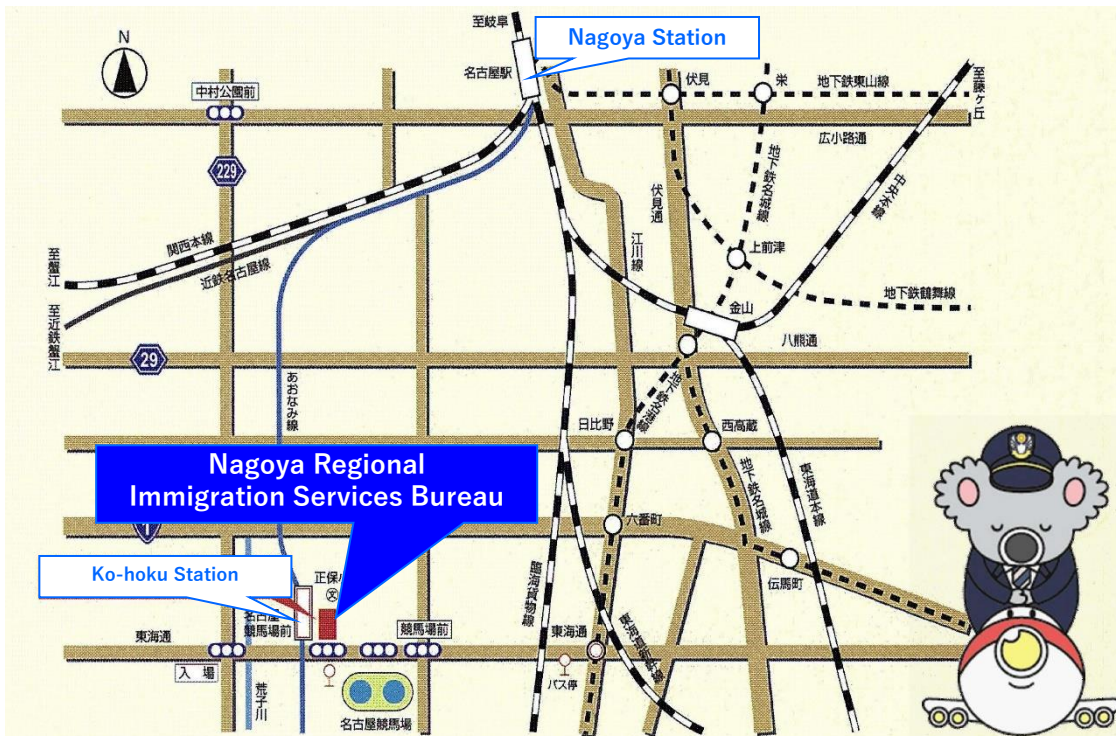 N
至岐阜
Nagoya Station
名古屋駅
伏見
栄
地下鉄東山線
至藤ヶ丘
中村公園前
広小路通
229
地下鉄名城線
中央本線
伏見通
関西本線
江川線
上前津
至蟹江
近鉄名古屋線
地下鉄鶴舞線
金山
至近鉄蟹江
29
八熊通
あおなみ線
地下鉄名港線
日比野
西高蔵
Nagoya Regional
Immigration Services Bureau
地下鉄名城線
東海道本線
1
六番町
伝馬町
Ko-hoku Station
正保小
文
臨海貨物線
名古屋
競馬場前
競馬場前
東海通
東海通
東海道新幹線
入場
バス停
荒子川
名古屋競馬場